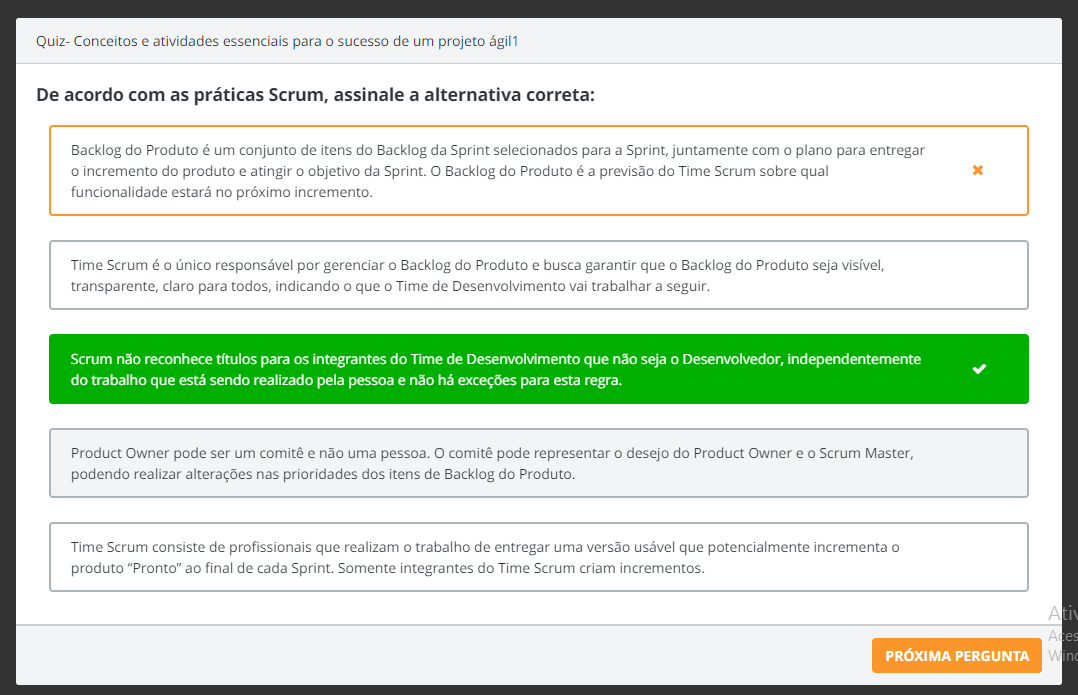 Quiz- Conceitos e atividades essenciais para o sucesso de um projeto ágil1
De acordo com as práticas Scrum, assinale a alternativa correta:
Backlog do Produto é um conjunto de itens do Backlog da Sprint selecionados para a Sprint, juntamente com o plano para entregar
o incremento do produto e atingir o objetivo da Sprint. O Backlog do Produto é a previsão do Time Scrum sobre qual
funcionalidade estará no próximo incremento.
Time Scrum é o único responsável por gerenciar o Backlog do Produto e busca garantir que o Backlog do Produto seja visível,
transparente, claro para todos, indicando o que o Time de Desenvolvimento vai trabalhar a seguir.
Scrum não reconhece títulos para os integrantes do Time de Desenvolvimento que não seja o Desenvolvedor, independentemente
do trabalho que está sendo realizado pela pessoa e não há exceções para esta regra.
Product Owner pode ser um comitê e não uma pessoa. O comitê pode representar o desejo do Product Owner e o Scrum Master,
podendo realizar alterações nas prioridades dos itens de Backlog do Produto.
Time Scrum consiste de profissionais que realizam o trabalho de entregar uma versão usável que potencialmente incrementa o
produto “Pronto” ao final de cada Sprint. Somente integrantes do Time Scrum criam incrementos.
PRÓXIMA PERGUNTA